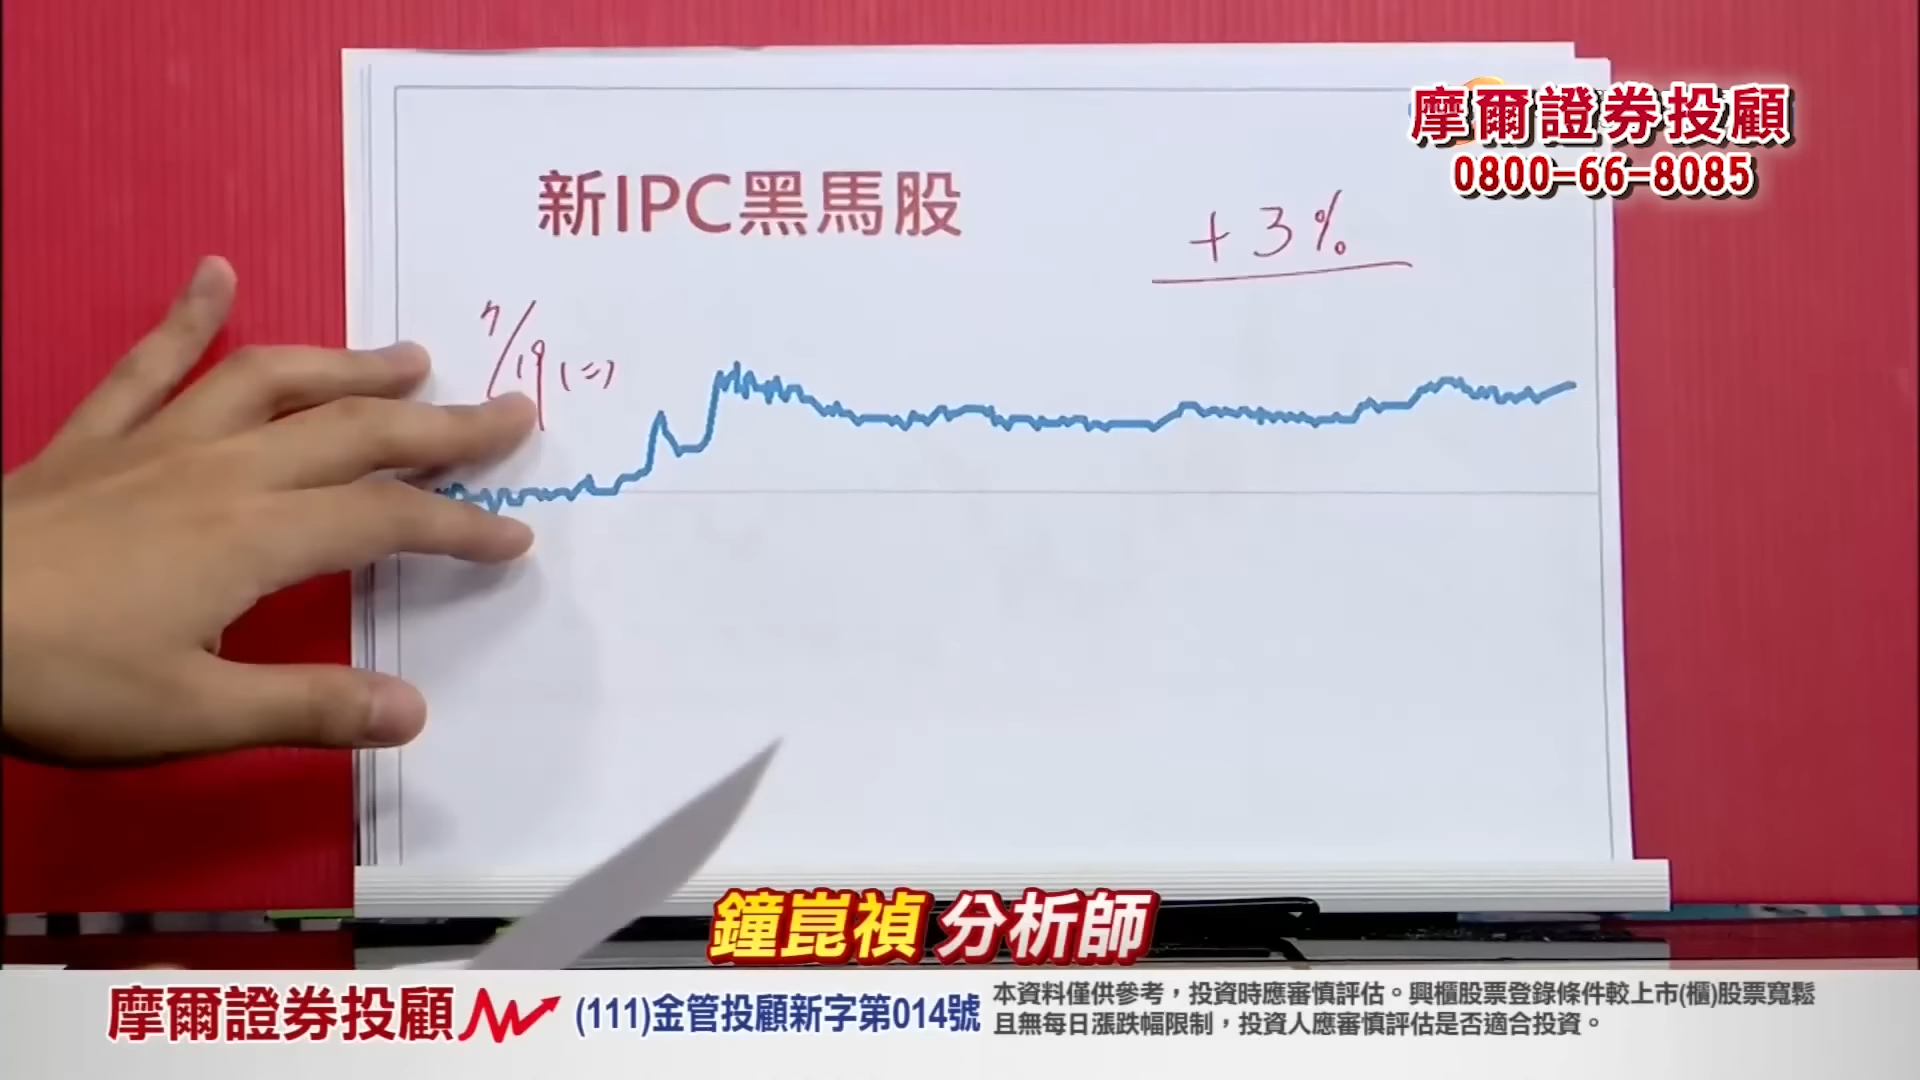 摩爾證券投顧
0800-66-8085
新IPC黑馬股
+3%
7/19(二)
鐘崑禎 分析師
摩爾證券投顧
(111)金管投顧新字第014號
本資料僅供參考，投資時應審慎評估。興櫃股票登錄條件較上市(櫃)股票寬鬆
且無每日漲跌幅限制，投資人應審慎評估是否適合投資。